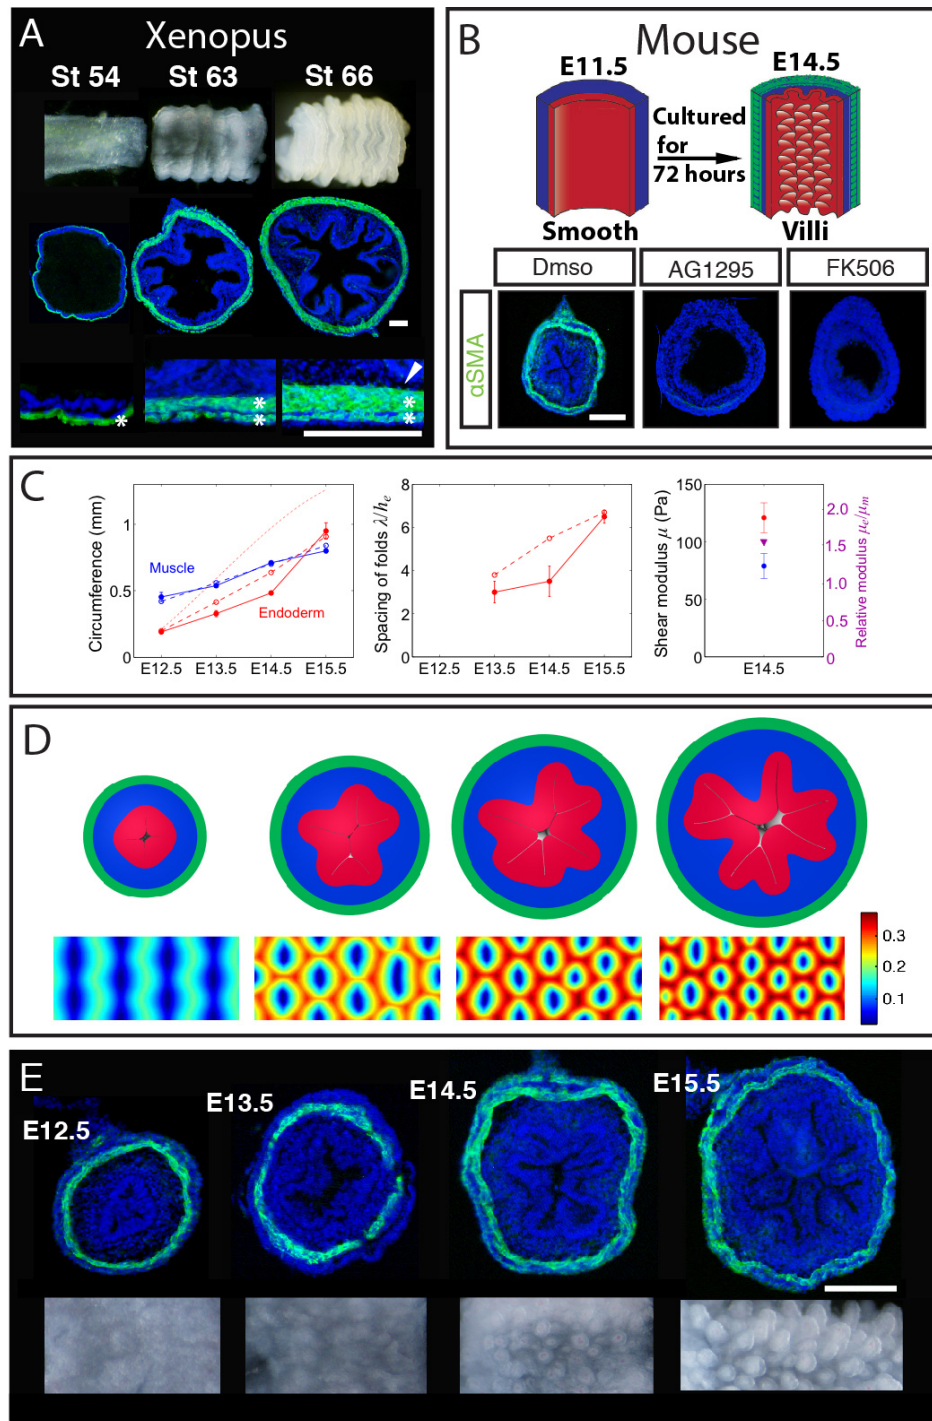 A
Xenopus
St 54 St 63 St 66
*
*
*
*
*
B
Mouse
E11.5
E14.5
Cultured
for
72 hours
Smooth
Villi
Dmso
AG1295
FK506
αSMA
C
Circumference (mm)
1
0.5
0
Muscle
Endoderm
E12.5 E13.5 E14.5 E15.5
Spacing of folds λ/hₑ
8
6
4
2
0
E12.5 E13.5 E14.5 E15.5
Shear modulus μ (Pa)
150
100
50
0
E14.5
2.0
1.5
1.0
0.5
0
Relative modulus μₑ/μₘ
D
0.3
0.2
0.1
E
E12.5
E13.5
E14.5
E15.5